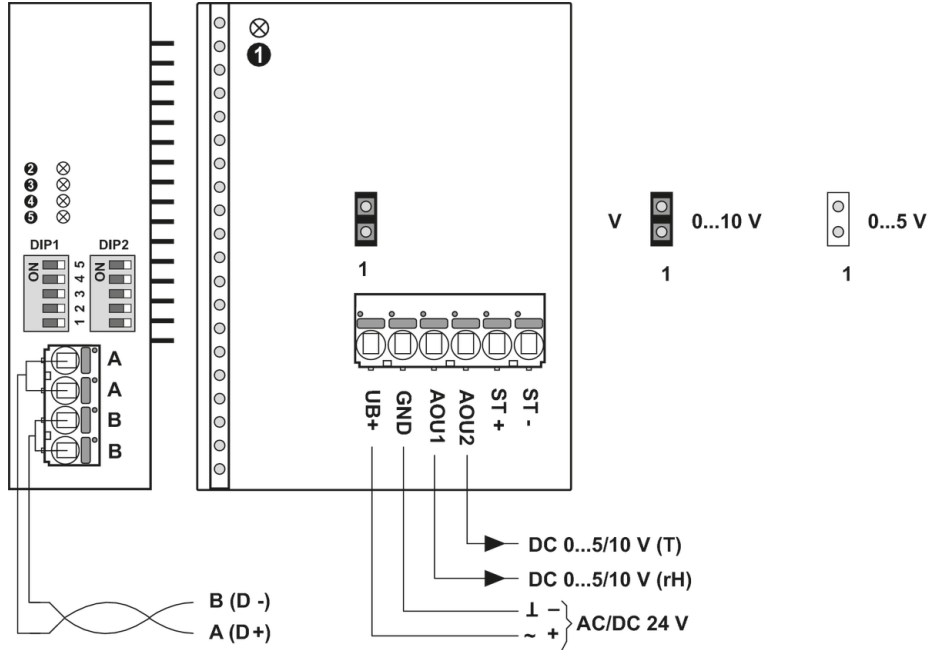 1
2
3
4
5
DIP1
DIP2
ON
1 2 3 4 5
ON
A
A
B
B
1
UB+
GND
AOU1
AOU2
ST +
ST -
V
0...10 V
0...5 V
1
1
DC 0...5/10 V (T)
DC 0...5/10 V (rH)
⊥ –
~ +
AC/DC 24 V
B (D -)
A (D+)